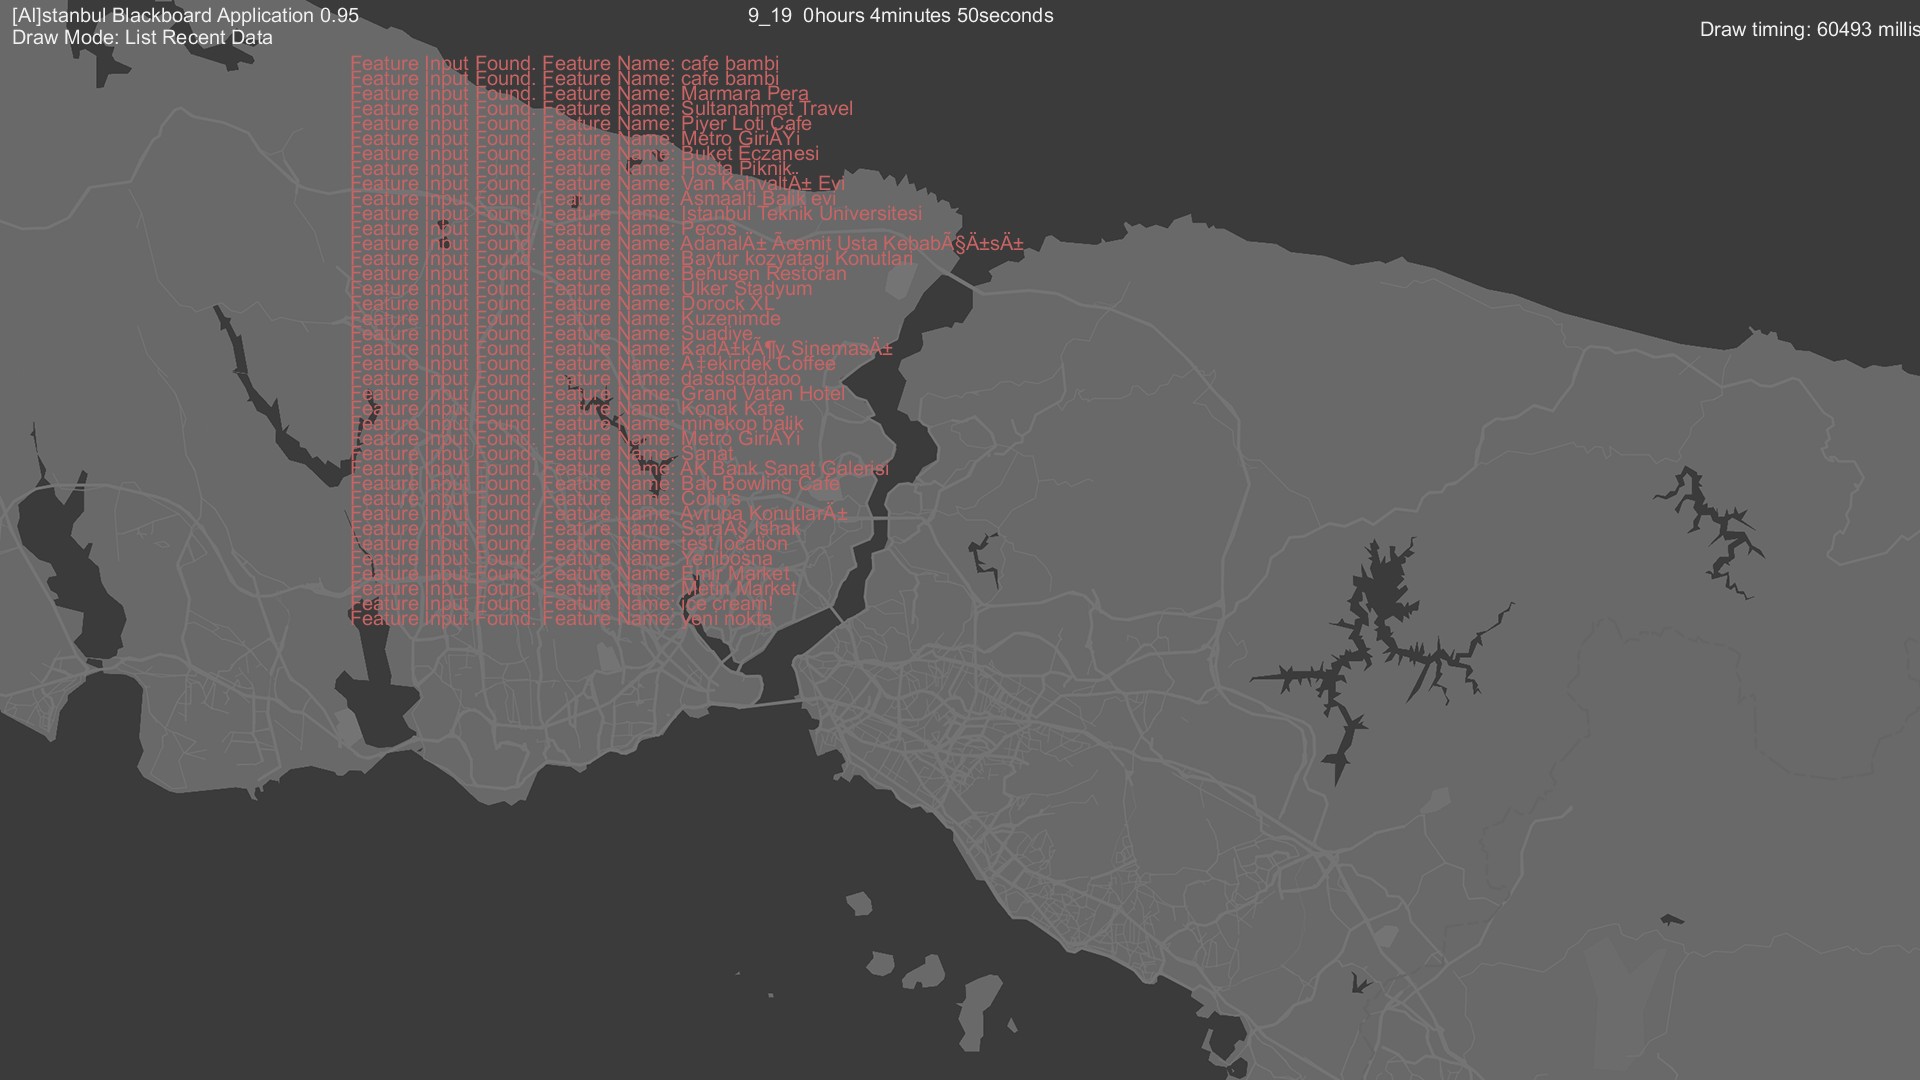 [AI]stanbul Blackboard Application 0.95
Draw Mode: List Recent Data
9_19 0hours 4minutes 50seconds
Draw timing: 60493 millis
Feature Input Found. Feature Name: cafe bambi
Feature Input Found. Feature Name: cafe bambi
Feature Input Found. Feature Name: Marmara Pera
Feature Input Found. Feature Name: Sultanahmet Travel
Feature Input Found. Feature Name: Piyer Loti Cafe
Feature Input Found. Feature Name: Metro GiriÅŸi
Feature Input Found. Feature Name: Buket Eczanesi
Feature Input Found. Feature Name: Hosta Piknik..
Feature Input Found. Feature Name: Van KahvaltÄ± Evi
Feature Input Found. Feature Name: Asmaalti Balik evi
Feature Input Found. Feature Name: Istanbul Teknik Universitesi
Feature Input Found. Feature Name: Pecos
Feature Input Found. Feature Name: AdanalÄ± Ãœmit Usta KebabÃ§Ä±sÄ±
Feature Input Found. Feature Name: Baytur kozyatagi Konutlari
Feature Input Found. Feature Name: Behusen Restoran
Feature Input Found. Feature Name: Ulker Stadyum
Feature Input Found. Feature Name: Dorock XL
Feature Input Found. Feature Name: Kuzenimde
Feature Input Found. Feature Name: Suadiye
Feature Input Found. Feature Name: KadÄ±kÃ¶y SinemasÄ±
Feature Input Found. Feature Name: Ã‡ekirdek Coffee
Feature Input Found. Feature Name: dasdsdadaoo
Feature Input Found. Feature Name: Grand Vatan Hotel
Feature Input Found. Feature Name: Konak Kafe
Feature Input Found. Feature Name: minekop balik
Feature Input Found. Feature Name: Metro GiriÅŸi
Feature Input Found. Feature Name: Sanat
Feature Input Found. Feature Name: AK Bank Sanat Galerisi
Feature Input Found. Feature Name: Bab Bowling Cafe
Feature Input Found. Feature Name: Colin's
Feature Input Found. Feature Name: Avrupa KonutlarÄ±
Feature Input Found. Feature Name: SaraÃ§ Ishak
Feature Input Found. Feature Name: test location
Feature Input Found. Feature Name: Yenibosna
Feature Input Found. Feature Name: Emir Market
Feature Input Found. Feature Name: Metin Market
Feature Input Found. Feature Name: Ice cream!
Feature Input Found. Feature Name: yeni nokta